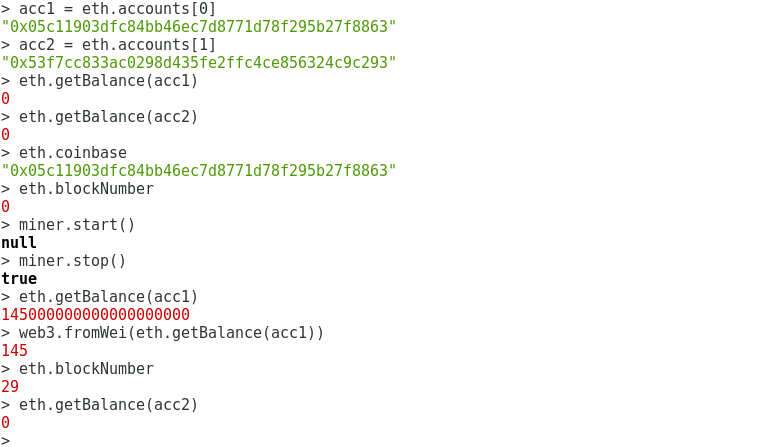 > acc1 = eth.accounts[0]
"0x05c11903dfc84bb46ec7d8771d78f295b27f8863"
> acc2 = eth.accounts[1]
"0x53f7cc833ac0298d435fe2ffc4ce856324c9c293"
> eth.getBalance(acc1)
0
> eth.getBalance(acc2)
0
> eth.coinbase
"0x05c11903dfc84bb46ec7d8771d78f295b27f8863"
> eth.blockNumber
0
> miner.start()
null
> miner.stop()
true
> eth.getBalance(acc1)
145000000000000000000
> web3.fromWei(eth.getBalance(acc1))
145
> eth.blockNumber
29
> eth.getBalance(acc2)
0
>